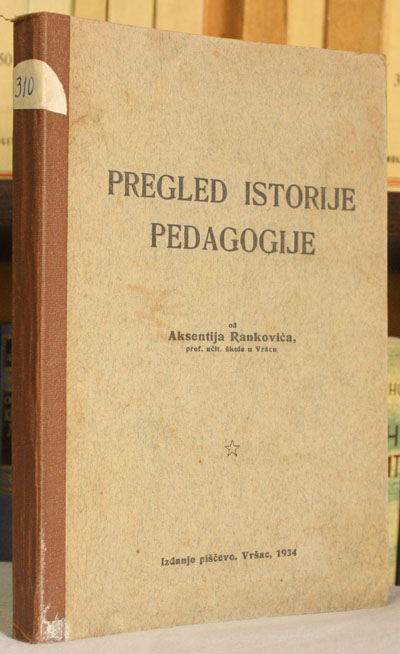 310
PREGLED ISTORIJE
PEDAGOGIJE
od
Aksentija Rankovića,
prof. učit. škole u Vršcu
Izdanje piščevo. Vršac, 1934